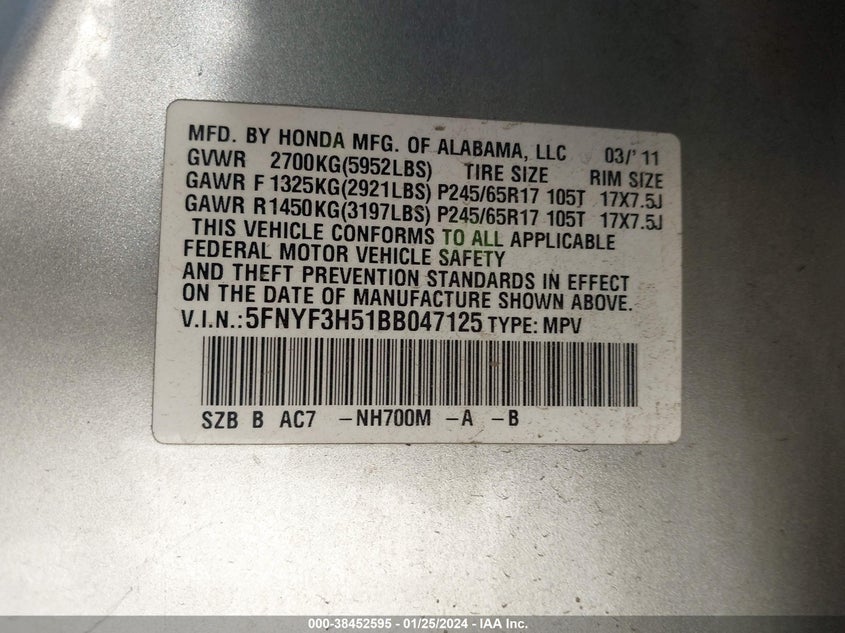 MFD. BY HONDA MFG. OF ALABAMA, LLC 03/'11
GVWR 2700KG(5952LBS) TIRE SIZE RIM SIZE
GAWR F 1325KG(2921LBS) P245/65R17 105T 17X7.5J
GAWR R1450KG(3197LBS) P245/65R17 105T 17X7.5J
THIS VEHICLE CONFORMS TO ALL APPLICABLE
FEDERAL MOTOR VEHICLE SAFETY
AND THEFT PREVENTION STANDARDS IN EFFECT
ON THE DATE OF MANUFACTURE SHOWN ABOVE.
V.I.N.:5FNYF3H51BB047125 TYPE: MPV
SZB B AC7 -NH700M -A -B
000-38452595 - 01/25/2024 - IAA Inc.